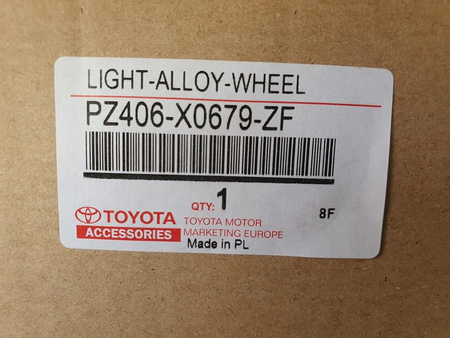 LIGHT-ALLOY-WHEEL
PZ406-X0679-ZF
QTY: 1
8F
TOYOTA
ACCESSORIES
TOYOTA MOTOR
MARKETING EUROPE
Made in PL